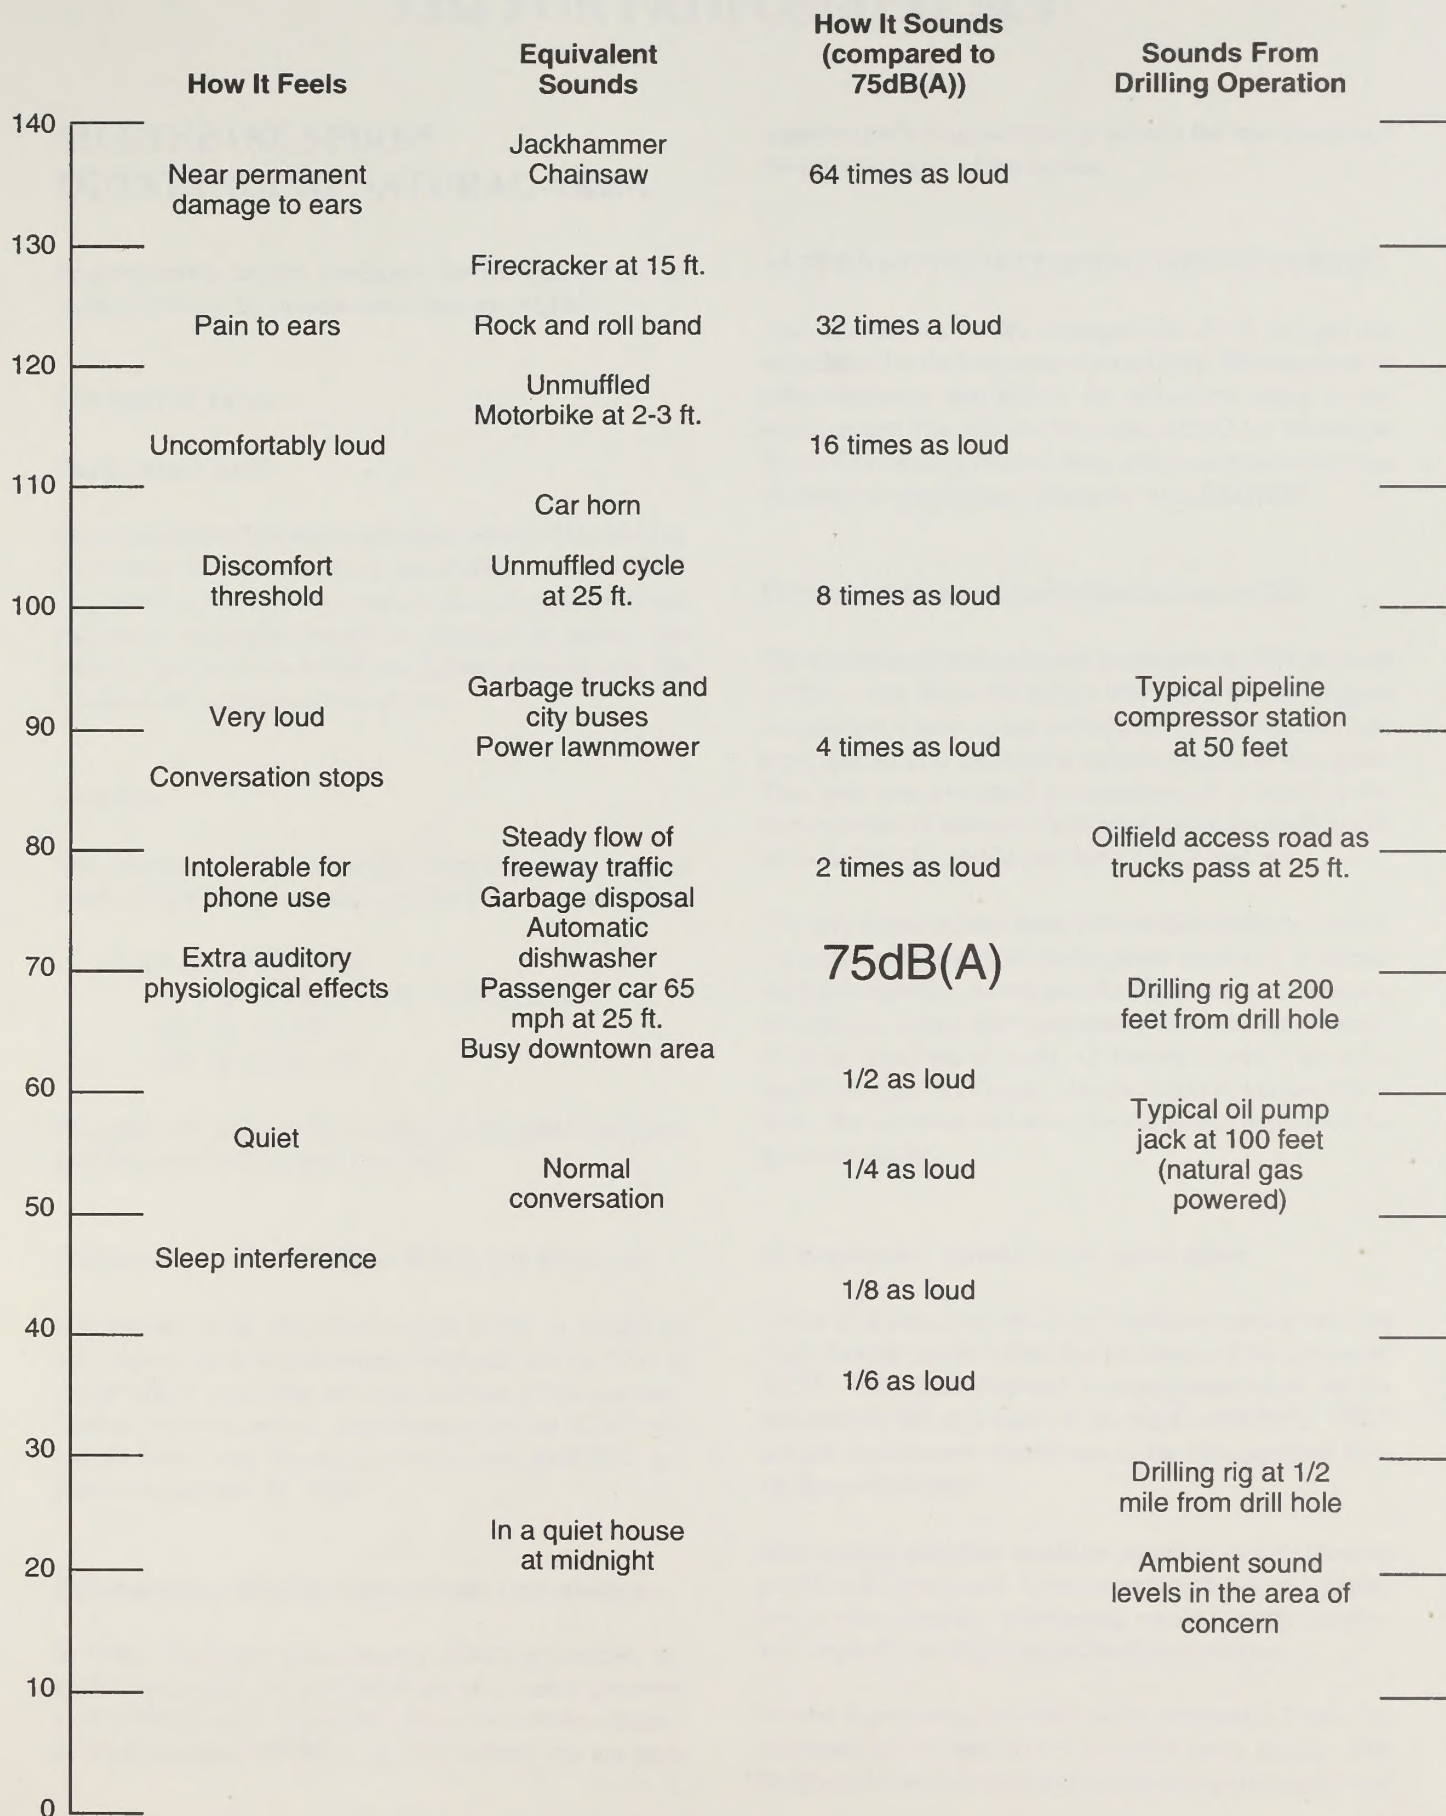 How It Feels
Equivalent
Sounds
How It Sounds
(compared to
75dB(A))
Sounds From
Drilling Operation
140
Jackhammer
Chainsaw
Near permanent
damage to ears
64 times as loud
130
Firecracker at 15 ft.
Pain to ears
Rock and roll band
32 times a loud
120
Unmuffled
Motorbike at 2-3 ft.
Uncomfortably loud
16 times as loud
110
Car horn
Discomfort
threshold
Unmuffled cycle
at 25 ft.
8 times as loud
100
Garbage trucks and
city buses
Power lawnmower
Very loud
4 times as loud
Typical pipeline
compressor station
at 50 feet
90
Conversation stops
80
Steady flow of
freeway traffic
Garbage disposal
Intolerable for
phone use
2 times as loud
Oilfield access road as
trucks pass at 25 ft.
Automatic
dishwasher
Passenger car 65
mph at 25 ft.
Busy downtown area
70
Extra auditory
physiological effects
75dB(A)
Drilling rig at 200
feet from drill hole
60
1/2 as loud
Quiet
Typical oil pump
jack at 100 feet
(natural gas
powered)
Normal
conversation
1/4 as loud
50
Sleep interference
1/8 as loud
40
1/6 as loud
30
Drilling rig at 1/2
mile from drill hole
In a quiet house
at midnight
20
Ambient sound
levels in the area of
concern
10
0